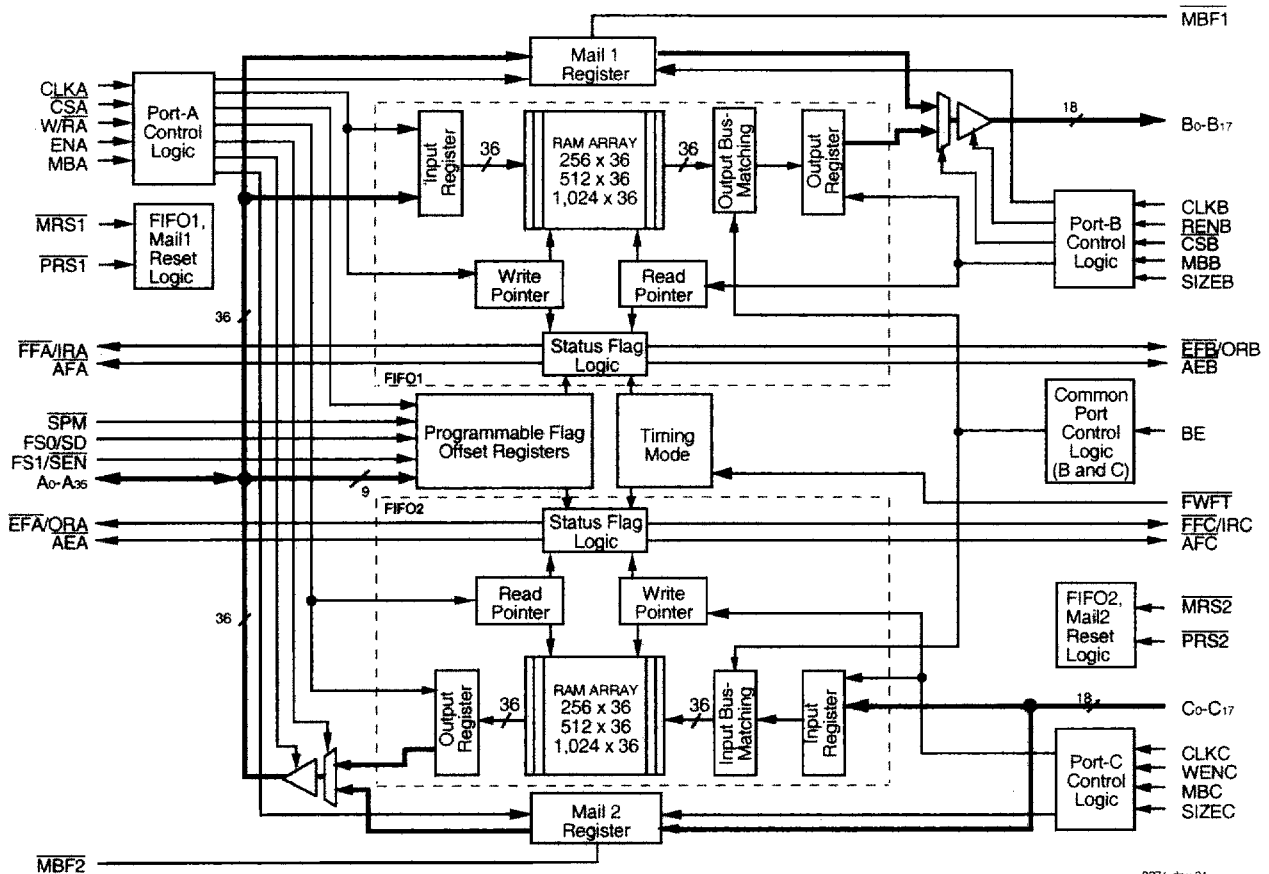 MBF1
Mail 1
Register
CLKA
CSA
W/RA
ENA
MBA
Port-A
Control
Logic
Input
Register
36
RAM ARRAY
256 x 36
512 x 36
1,024 x 36
36
Output Bus-
Matching
Output
Register
18
B0-B17
MRS1
PRS1
FIFO1,
Mail1
Reset
Logic
Port-B
Control
Logic
CLKB
RENB
CSB
MBB
SIZEB
Write
Pointer
Read
Pointer
36
FFA/IRA
AFA
Status Flag
Logic
EFB/ORB
AEB
FIFO1
SPM
FS0/SD
FS1/SEN
A0-A36
9
Programmable Flag
Offset Registers
Timing
Mode
Common
Port
Control
Logic
(B and C)
BE
FWFT
FIFO2
EFA/ORA
AEA
Status Flag
Logic
FFC/IRC
AFC
Read
Pointer
Write
Pointer
36
FIFO2,
Mail2
Reset
Logic
MRS2
PRS2
Output
Register
36
RAM ARRAY
256 x 36
512 x 36
1,024 x 36
36
Input Bus-
Matching
Input
Register
18
C0-C17
Port-C
Control
Logic
CLKC
WENC
MBC
SIZEC
Mail 2
Register
MBF2